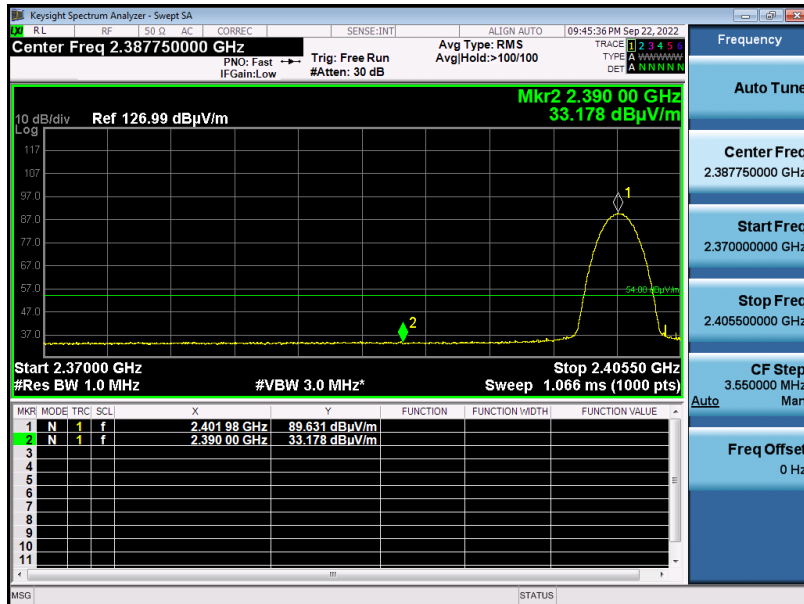 Keysight Spectrum Analyzer - Swept SA
LXI RL RF 50 Ω AC CORREC SENSE:INT ALIGN AUTO 09:45:36 PM Sep 22, 2022
Center Freq 2.387750000 GHz
PNO: Fast
IFGain:Low
Trig: Free Run
#Atten: 30 dB
Avg Type: RMS
Avg|Hold:>100/100
TRACE 1 2 3 4 5 6
TYPE A WWWWW
DET A N N N N N
Mkr2 2.390 00 GHz
33.178 dBµV/m
10 dB/div Ref 126.99 dBµV/m
Log
117
107
97.0
87.0
77.0
67.0
57.0
47.0
37.0
1
2
54.00 dBµV/m
Start 2.37000 GHz Stop 2.40550 GHz
#Res BW 1.0 MHz #VBW 3.0 MHz* Sweep 1.066 ms (1000 pts)
MKR MODE TRC SCL X Y FUNCTION FUNCTION WIDTH FUNCTION VALUE
1 N 1 f 2.401 98 GHz 89.631 dBµV/m
2 N 1 f 2.390 00 GHz 33.178 dBµV/m
3
4
5
6
7
8
9
10
11
MSG STATUS
Frequency
Auto Tune
Center Freq
2.387750000 GHz
Start Freq
2.370000000 GHz
Stop Freq
2.405500000 GHz
CF Step
3.550000 MHz
Auto Man
Freq Offset
0 Hz